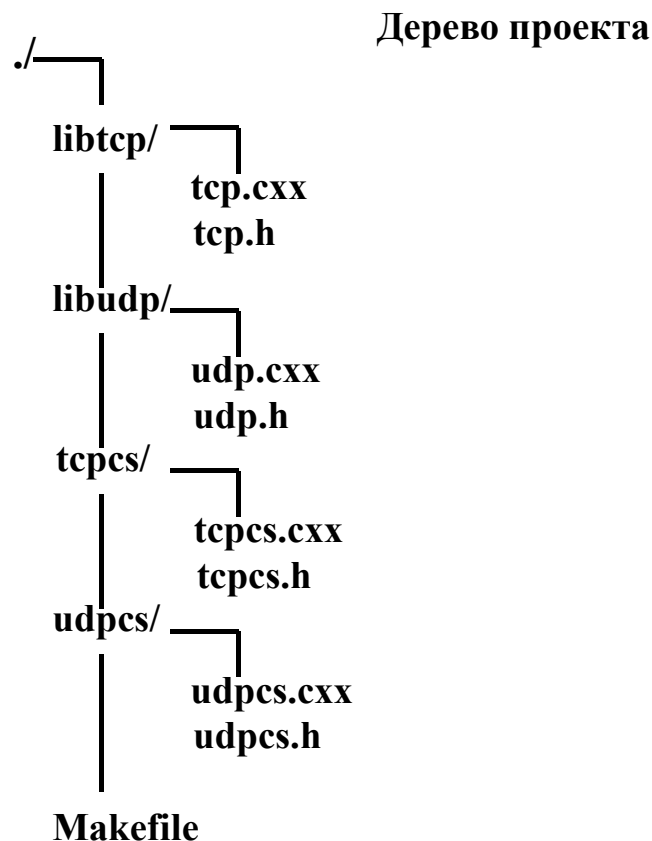 Дерево проекта
./
libtcp/
tcp.cxx
tcp.h
libudp/
udp.cxx
udp.h
tcpcs/
tcpcs.cxx
tcpcs.h
udpcs/
udpcs.cxx
udpcs.h
Makefile